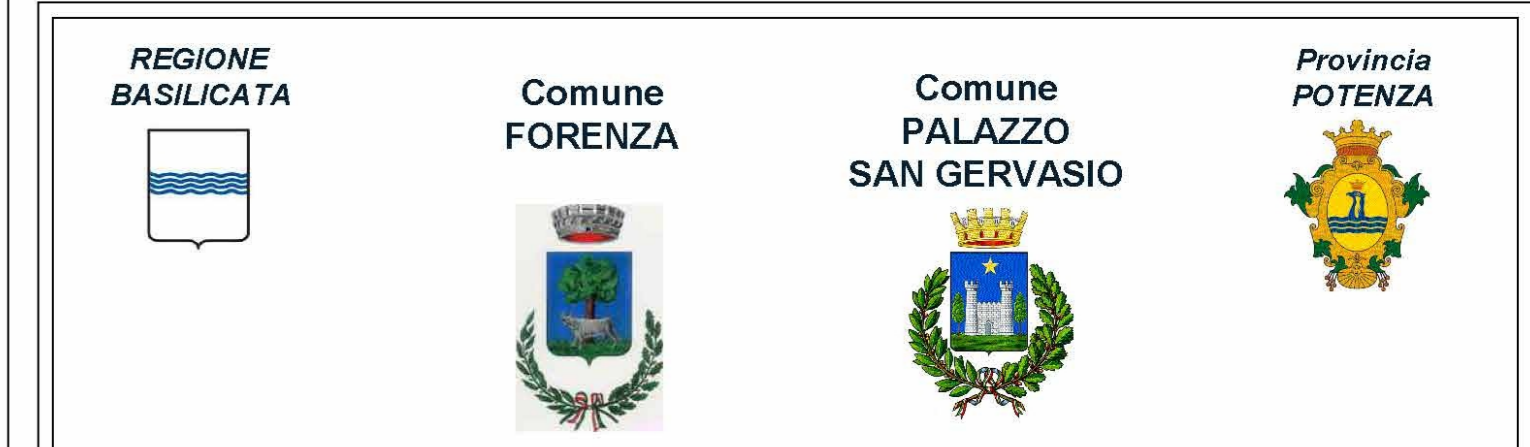 REGIONE
BASILICATA
Comune
FORENZA
Comune
PALAZZO
SAN GERVASIO
Provincia
POTENZA